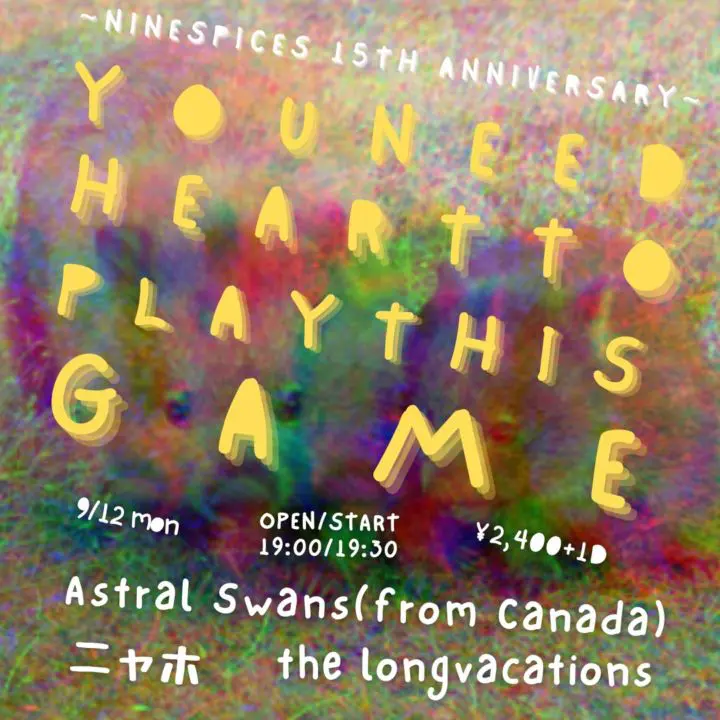 ~NINESPICES 15TH ANNIVERSARY~
YOU NEED
HEART TO
PLAY THIS
GAME
9/12 mon
OPEN/START
19:00/19:30
¥2,400+1D
Astral Swans(from Canada)
ニャホ the longvacations